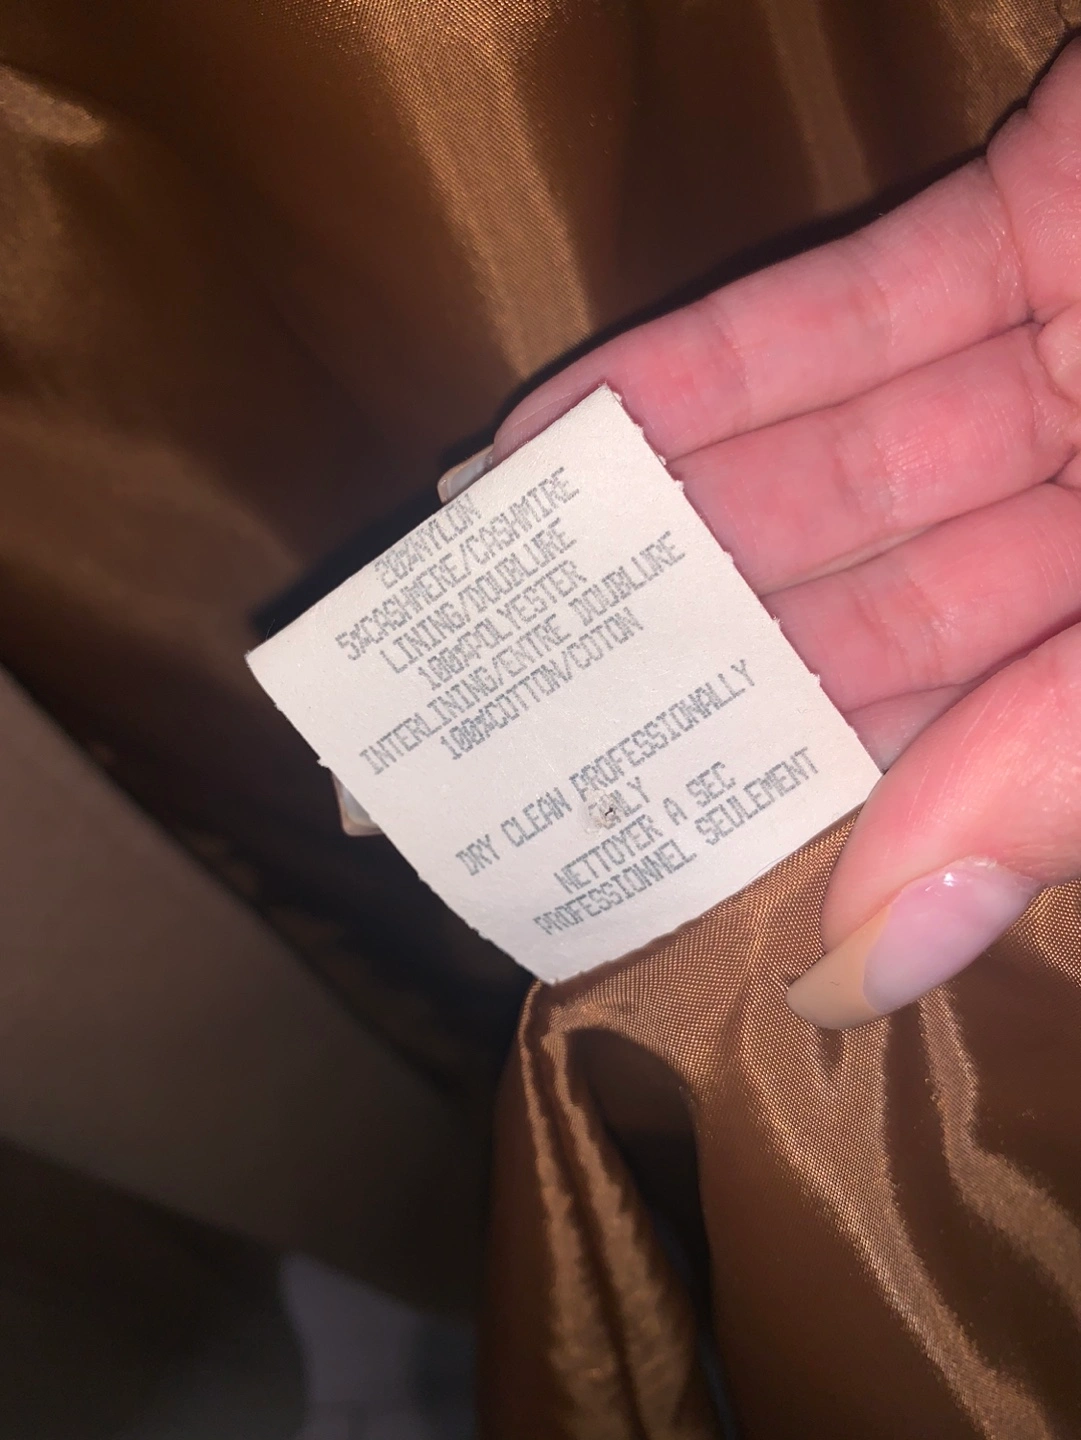 20%NYLON
5%CASHMERE/CASHMIRE
LINING/DOUBLURE
100%POLYESTER
INTERLINING/ENTRE DOUBLURE
100%COTTON/COTON
DRY CLEAN PROFESSIONALLY
ONLY
NETTOYER A SEC
PROFESSIONNEL SEULEMENT